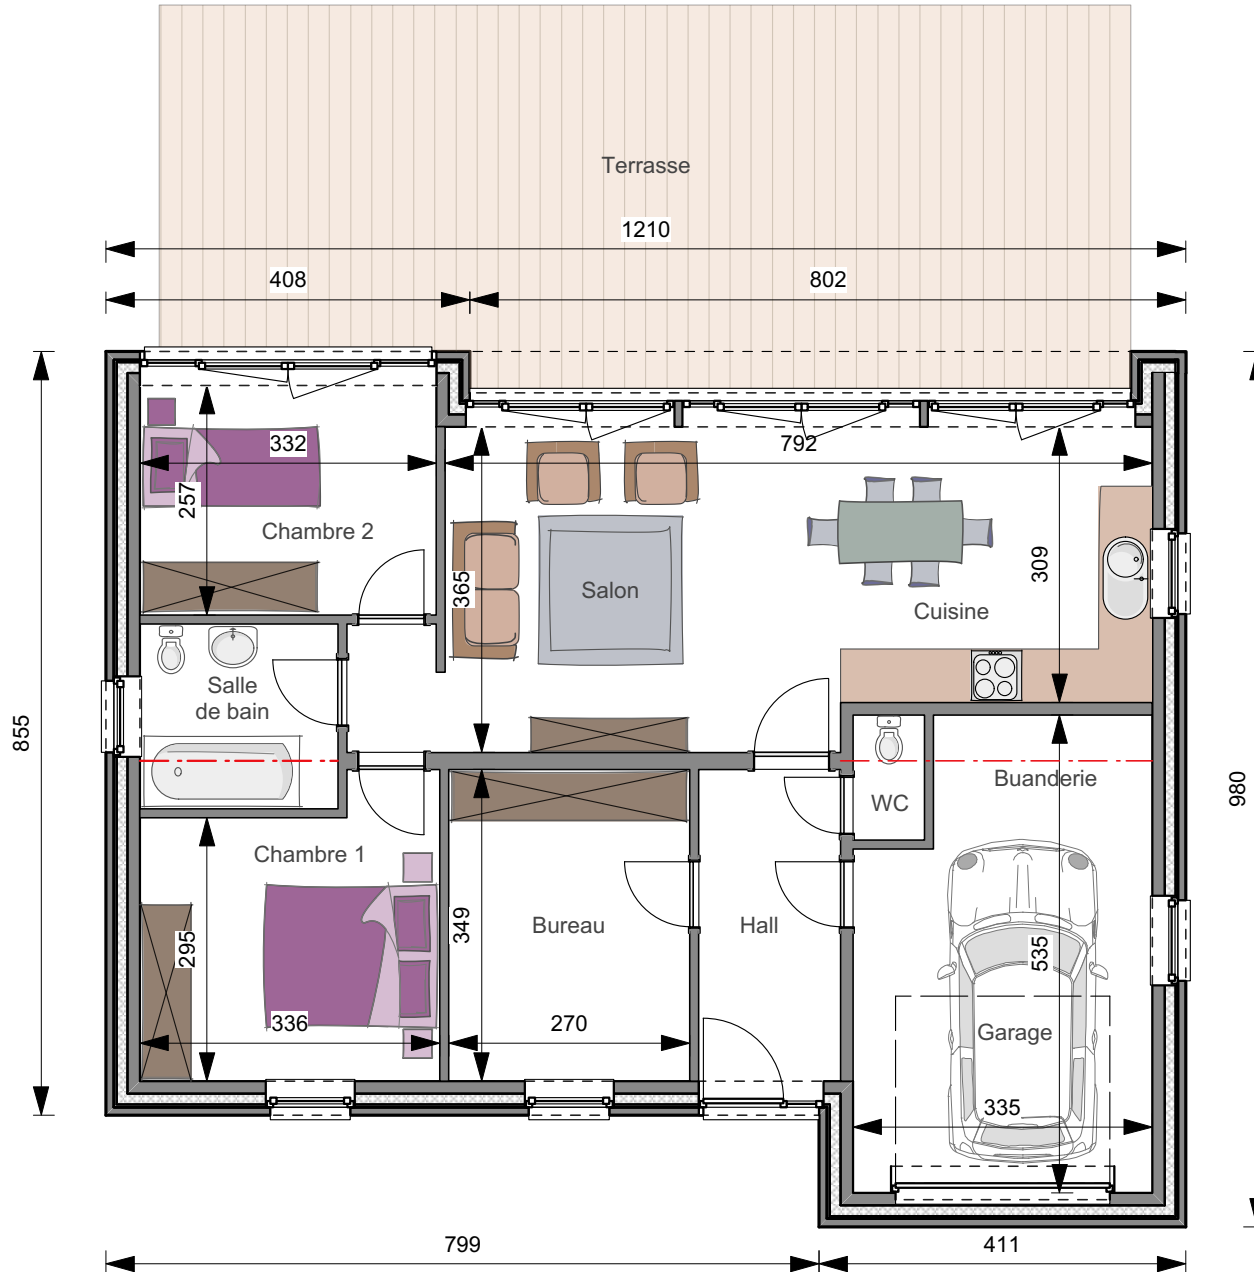 Terrasse
1210
408
802
332
792
257
Chambre 2
365
Salon
309
Cuisine
Salle
de bain
855
Buanderie
WC
980
Chambre 1
349
Bureau
Hall
295
535
336
270
Garage
335
799
411